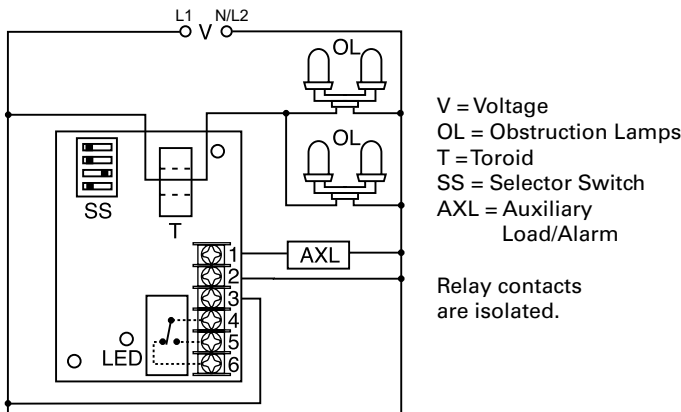 L1 N/L2
V
OL
OL
SS
T
1
AXL
2
3
4
5
6
LED
V = Voltage
OL = Obstruction Lamps
T = Toroid
SS = Selector Switch
AXL = Auxiliary
Load/Alarm
Relay contacts
are isolated.